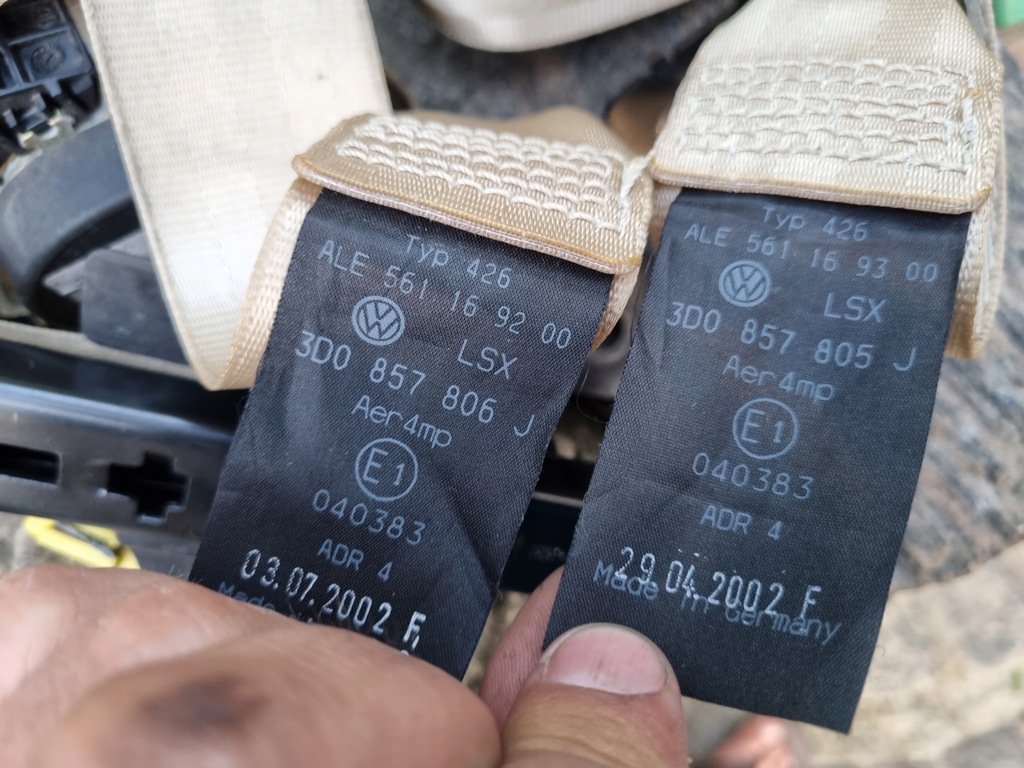 Typ 426
ALE 561 16 92 00
LSX
3D0 857 806 J
Aer4mp
E1
040383
ADR 4
03.07.2002 F
Made
Typ 426
ALE 561 16 93 00
LSX
3D0 857 805 J
Aer4mp
E1
040383
ADR 4
29.04.2002 F
Made in Germany